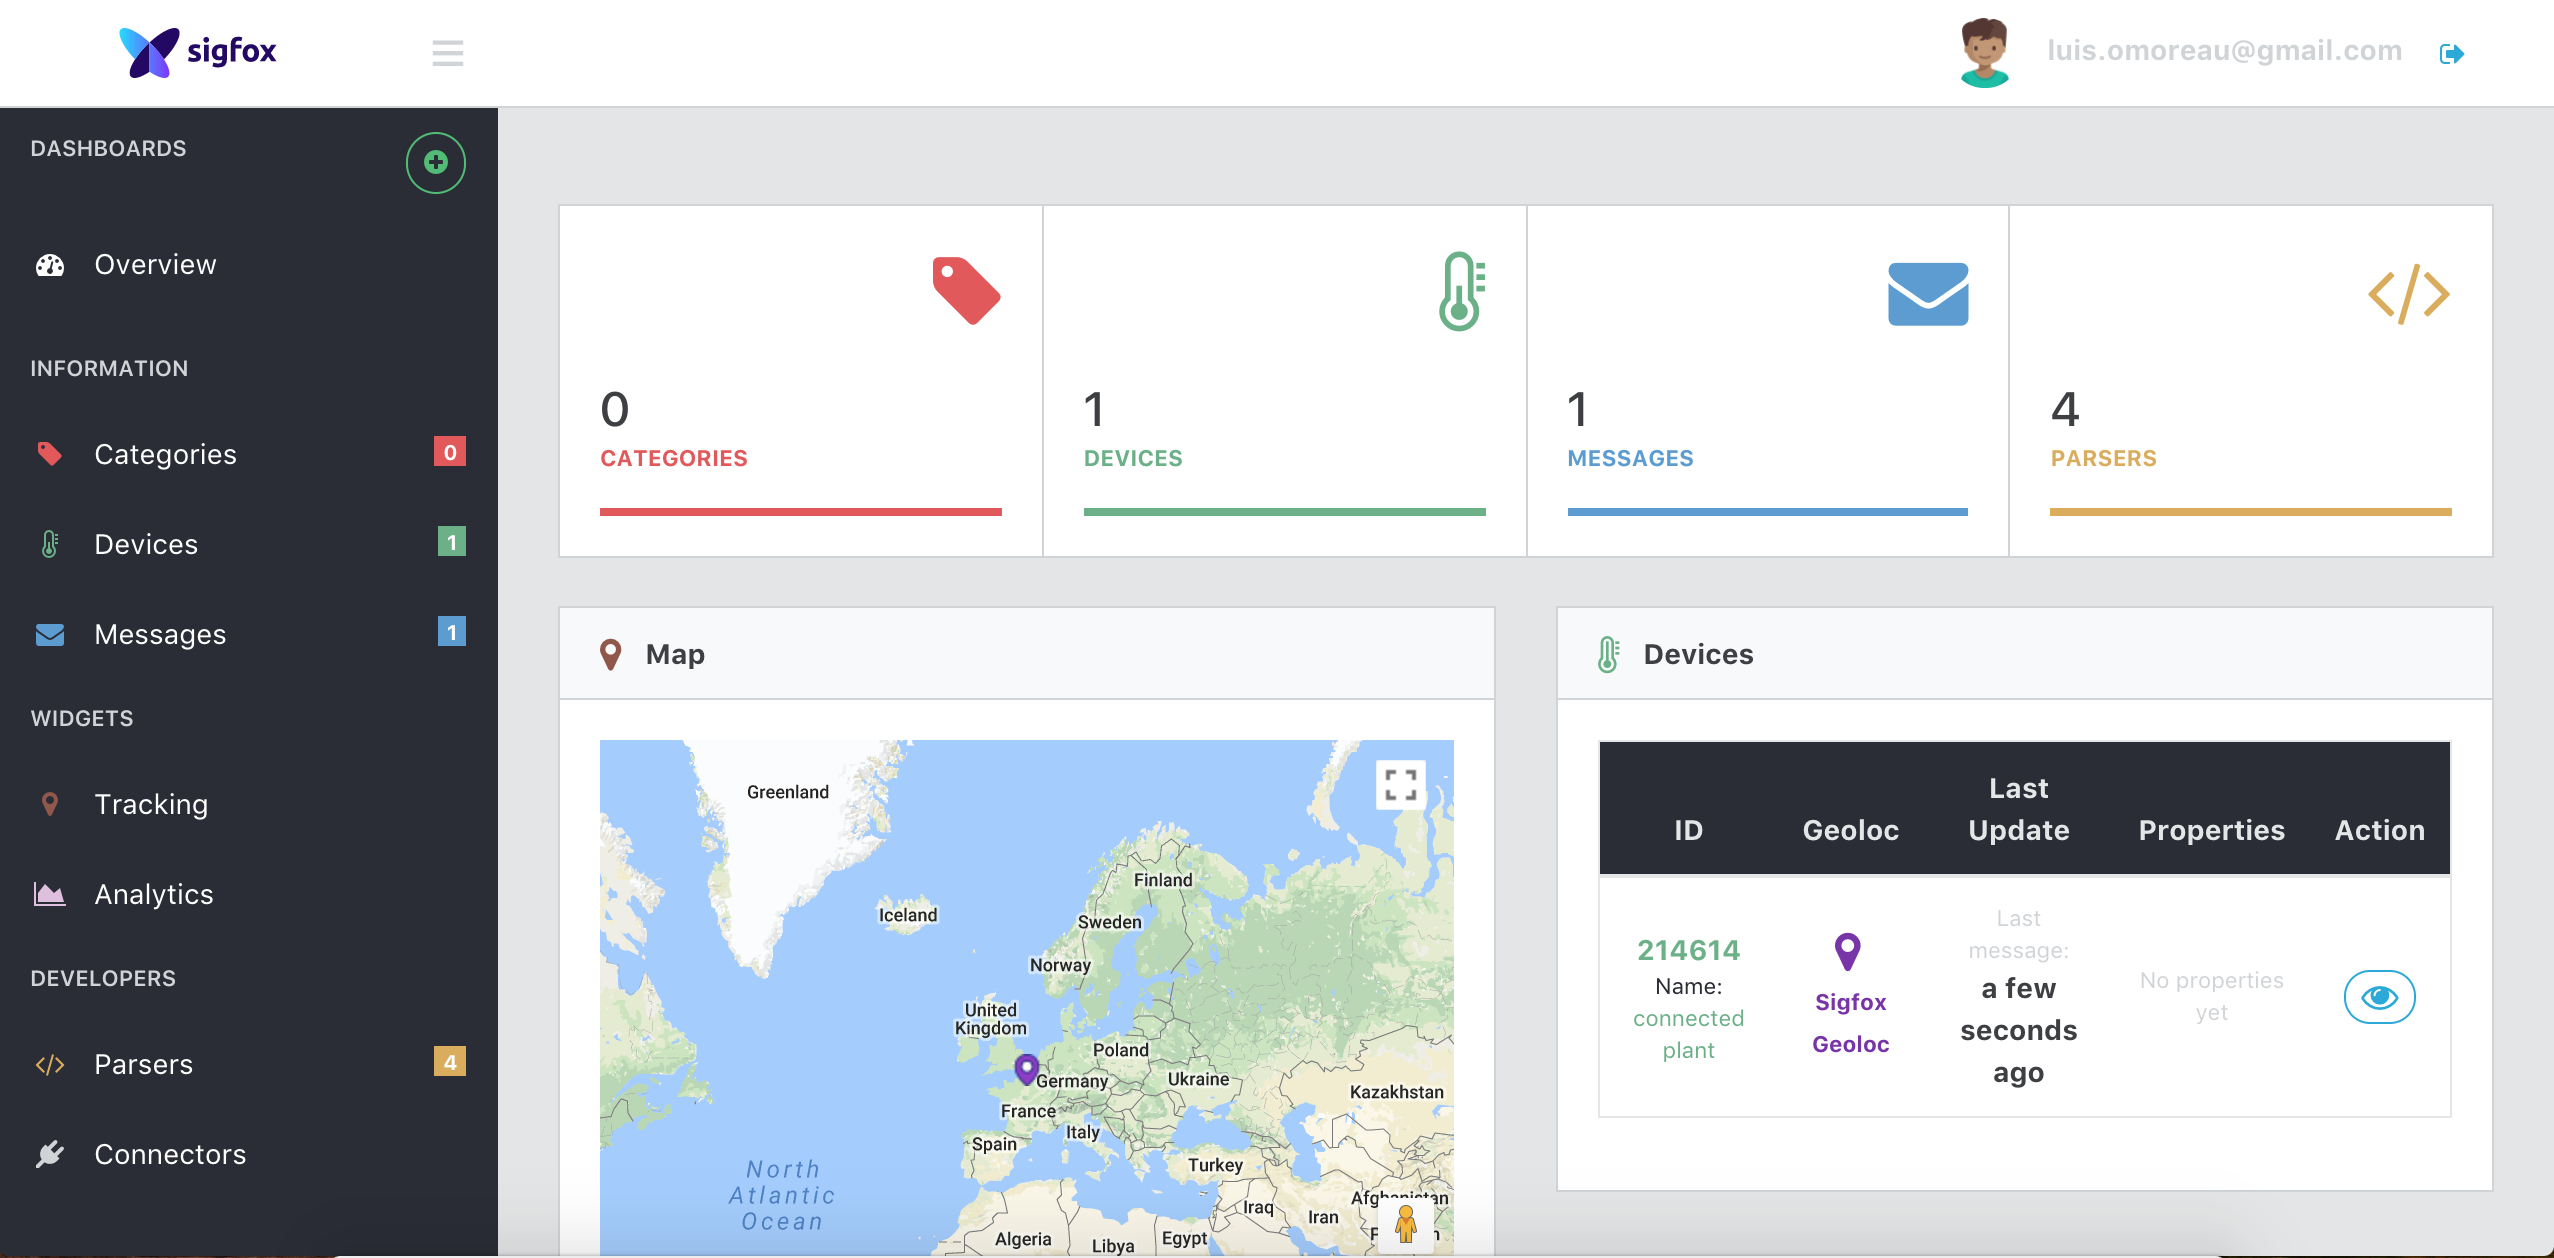 sigfox
luis.omoreau@gmail.com
DASHBOARDS
Overview
INFORMATION
Categories 0
Devices 1
Messages 1
WIDGETS
Tracking
Analytics
DEVELOPERS
Parsers 4
Connectors
0
CATEGORIES
1
DEVICES
1
MESSAGES
4
PARSERS
Map
Greenland
Iceland
Finland
Sweden
Norway
United
Kingdom
Poland
Germany
Ukraine
Kazakhstan
France
Italy
Spain
Turkey
North
Atlantic
Ocean
Afghanistan
Iraq
Iran
Algeria
Libya
Egypt
Devices
ID
Geoloc
Last
Update
Properties
Action
214614
Name:
connected
plant
Sigfox
Geoloc
Last
message:
a few
seconds
ago
No properties
yet